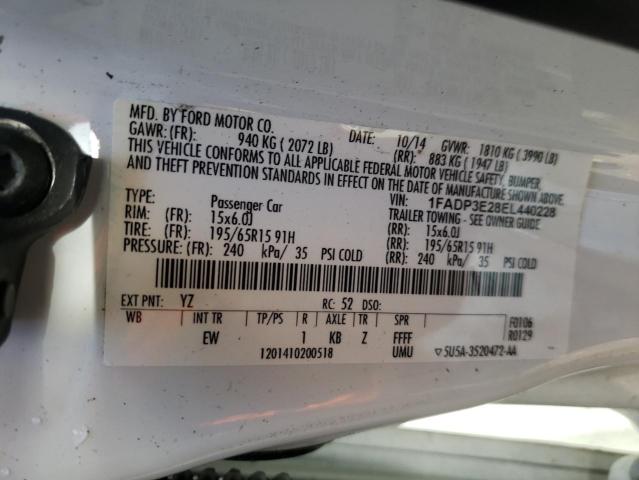 MFD. BY FORD MOTOR CO. DATE: 10/14 GVWR: 1810 KG ( 3990 LB)
GAWR: (FR): 940 KG ( 2072 LB) (RR): 883 KG ( 1947 LB)
THIS VEHICLE CONFORMS TO ALL APPLICABLE FEDERAL MOTOR VEHICLE SAFETY, BUMPER,
AND THEFT PREVENTION STANDARDS IN EFFECT ON THE DATE OF MANUFACTURE SHOWN ABOVE.
VIN: 1FADP3E28EL440228
TYPE: Passenger Car TRAILER TOWING - SEE OWNER GUIDE
RIM: (FR): 15x6.0J (RR): 15x6.0J
TIRE: (FR): 195/65R15 91H (RR): 195/65R15 91H
PRESSURE: (FR): 240 kPa/ 35 PSI COLD (RR): 240 kPa/ 35 PSI COLD
EXT PNT: YZ RC: 52 DSO:
WB INT TR TP/PS R AXLE TR SPR F0106
EW 1 KB Z FFFF R0129
1201410200518 UMU ▽5U5A-3520472-AA